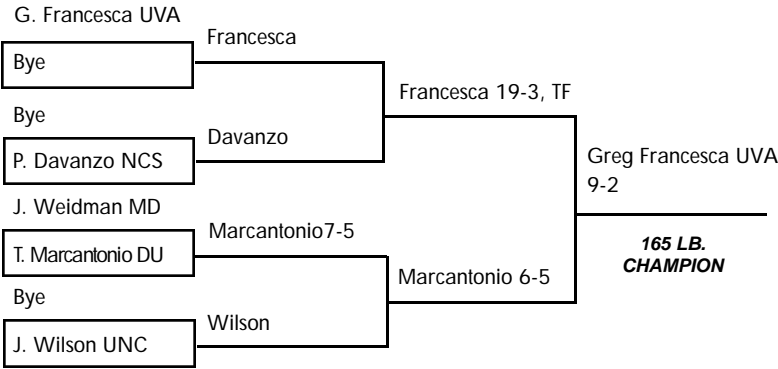 G. Francesca UVA
Bye
Bye
P. Davanzo NCS
J. Weidman MD
T. Marcantonio DU
Bye
J. Wilson UNC
Francesca
Davanzo
Marcantonio7-5
Wilson
Francesca 19-3, TF
Marcantonio 6-5
Greg Francesca UVA
9-2
165 LB.
CHAMPION